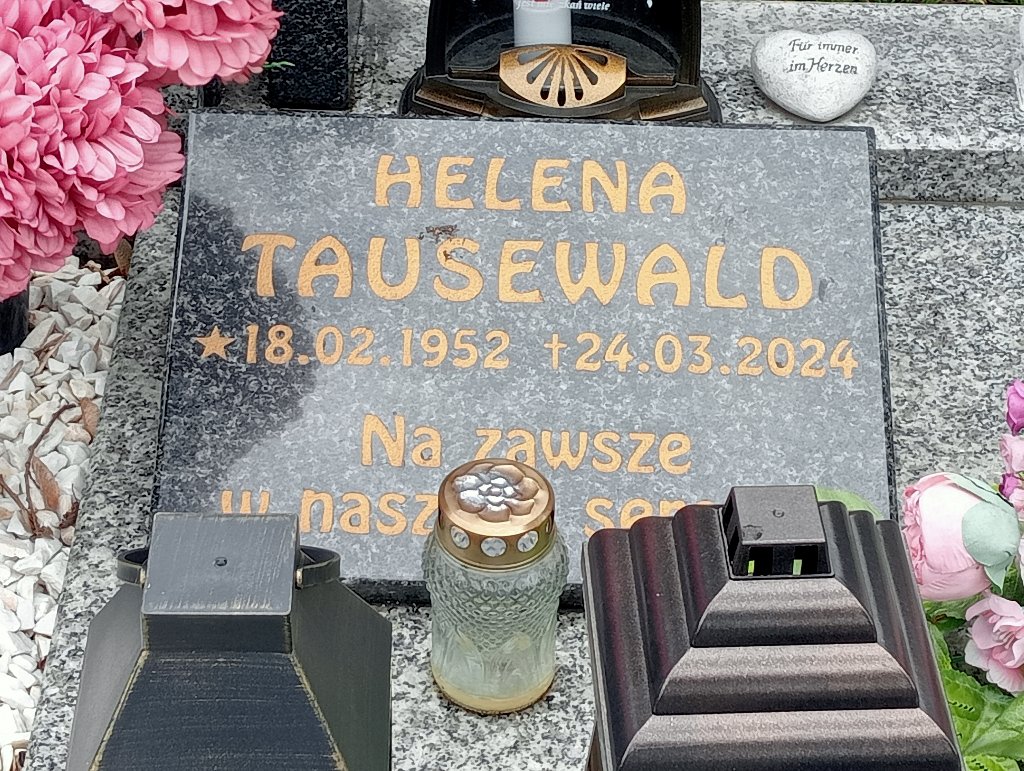 Für immer
im Herzen
HELENA
TAUSEWALD
★18.02.1952 †24.03.2024
Na zawsze
w